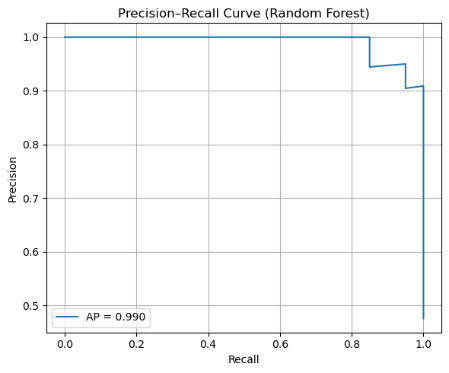 Precision–Recall Curve (Random Forest)
1.0
0.9
0.8
0.7
0.6
0.5
Precision
AP = 0.990
0.0 0.2 0.4 0.6 0.8 1.0
Recall